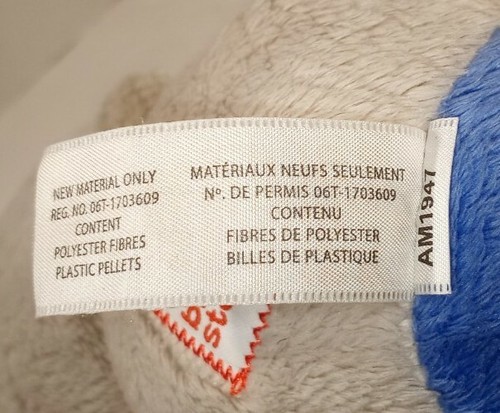 NEW MATERIAL ONLY
REG. NO. 06T-1703609
CONTENT
POLYESTER FIBRES
PLASTIC PELLETS
MATÉRIAUX NEUFS SEULEMENT
Nº. DE PERMIS 06T-1703609
CONTENU
FIBRES DE POLYESTER
BILLES DE PLASTIQUE
AM1947